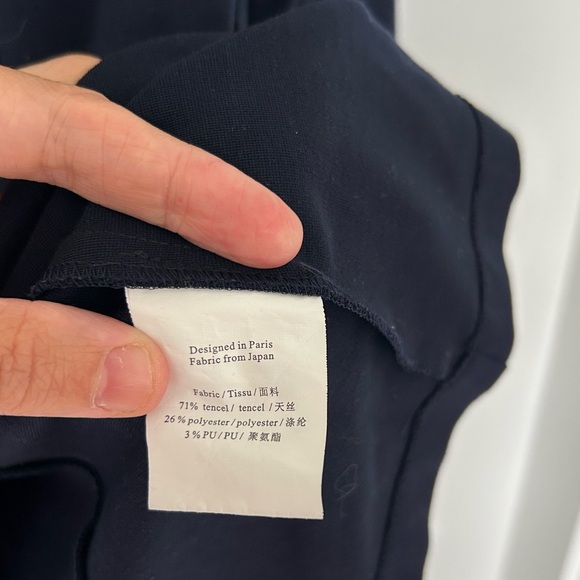 Designed in Paris
Fabric from Japan
Fabric / Tissu / 面料
71% tencel / tencel / 天丝
26% polyester / polyester / 涤纶
3% PU / PU / 聚氨酯